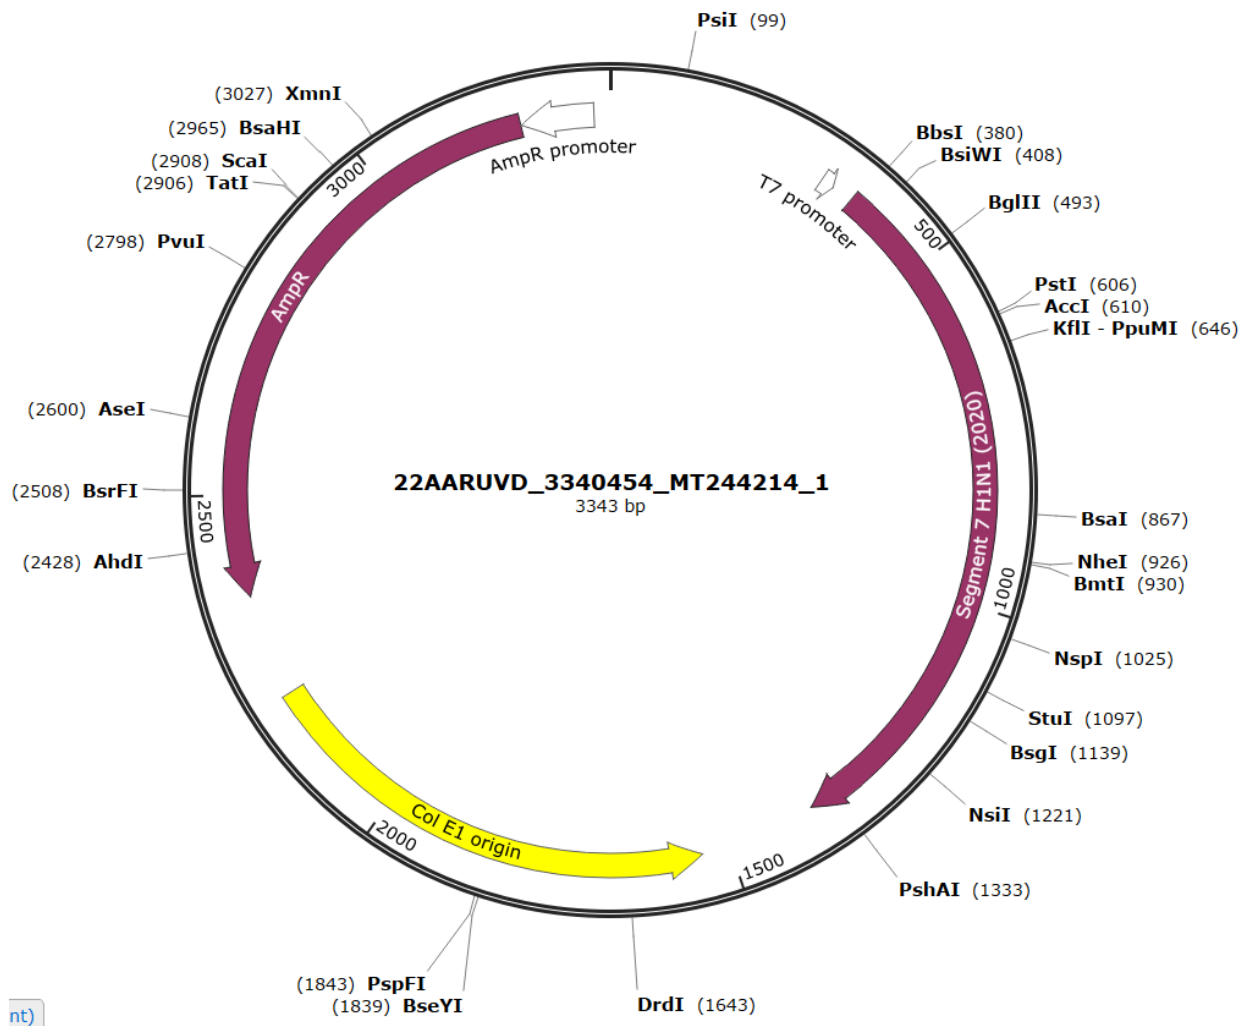 PsiI (99)
(3027) XmnI
(2965) BsaHI
(2908) ScaI
(2906) TatI
3000
AmpR promoter
T7 promoter
BbsI (380)
BsiWI (408)
BglII (493)
500
(2798) PvuI
AmpR
PstI (606)
AccI (610)
KflI - PpuMI (646)
(2600) AseI
Segment 7 H1N1 (2020)
22AARUVD_3340454_MT244214_1
3343 bp
(2508) BsrFI
2500
BsaI (867)
(2428) AhdI
NheI (926)
BmtI (930)
1000
NspI (1025)
StuI (1097)
BsgI (1139)
NsiI (1221)
Col E1 origin
2000
1500
PshAI (1333)
(1843) PspFI
(1839) BseYI
DrdI (1643)
nt)